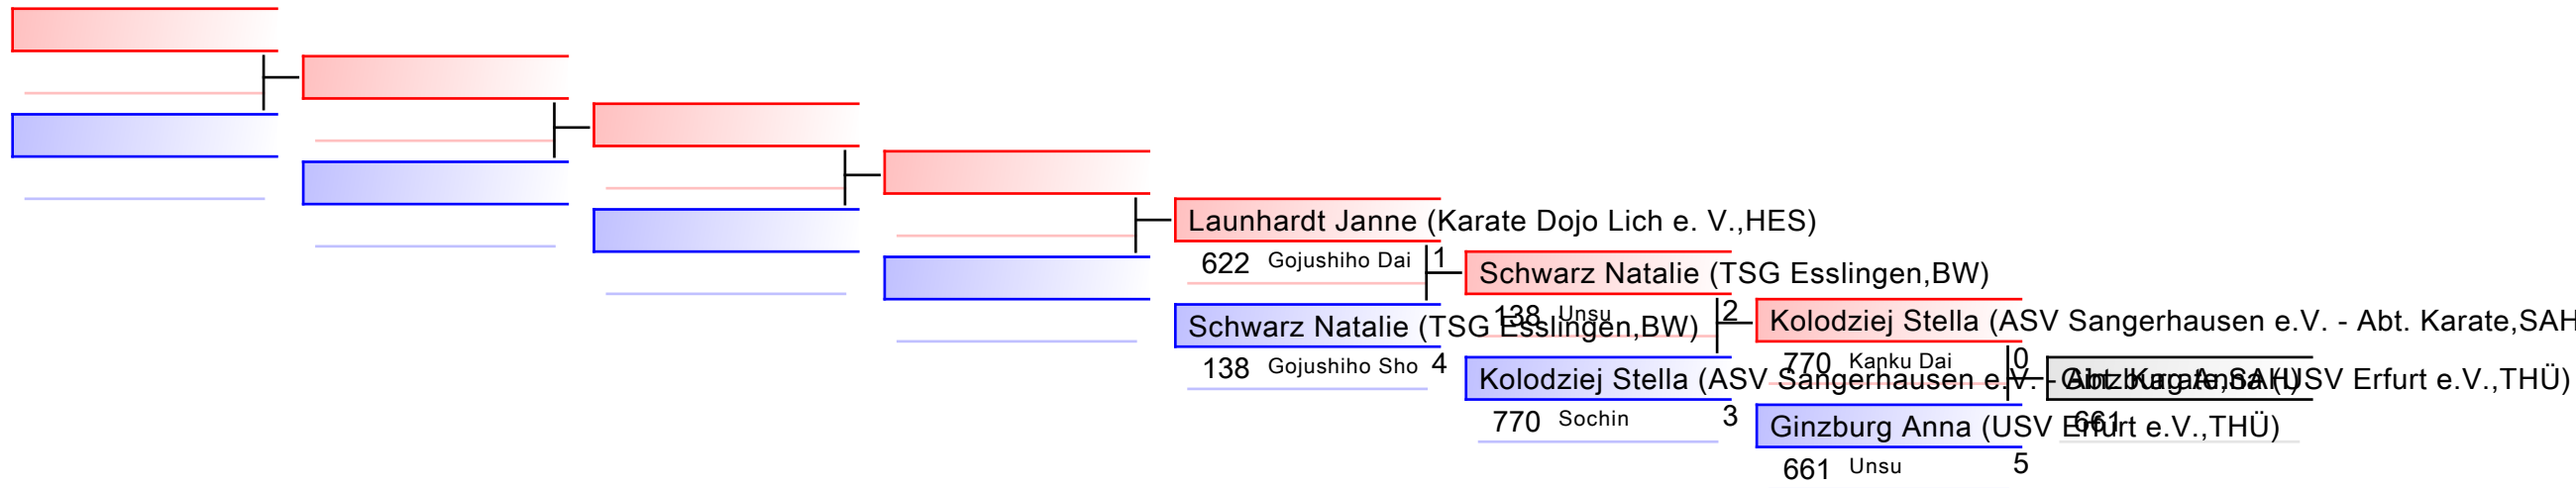 Launhardt Janne (Karate Dojo Lich e. V.,HES)
622 Gojushiho Dai 1
Schwarz Natalie (TSG Esslingen,BW)
138 Gojushiho Sho 4
Schwarz Natalie (TSG Esslingen,BW)
138 Unsu 2
Kolodziej Stella (ASV Sangerhausen e.V. - Abt. Karate,SAH)
770 Sochin 3
Kolodziej Stella (ASV Sangerhausen e.V. - Abt. Karate,SAH
770 Kanku Dai 0
Ginzburg Anna (USV Erfurt e.V.,THÜ)
661 Unsu 5
Ginzburg Anna (USV Erfurt e.V.,THÜ)
661